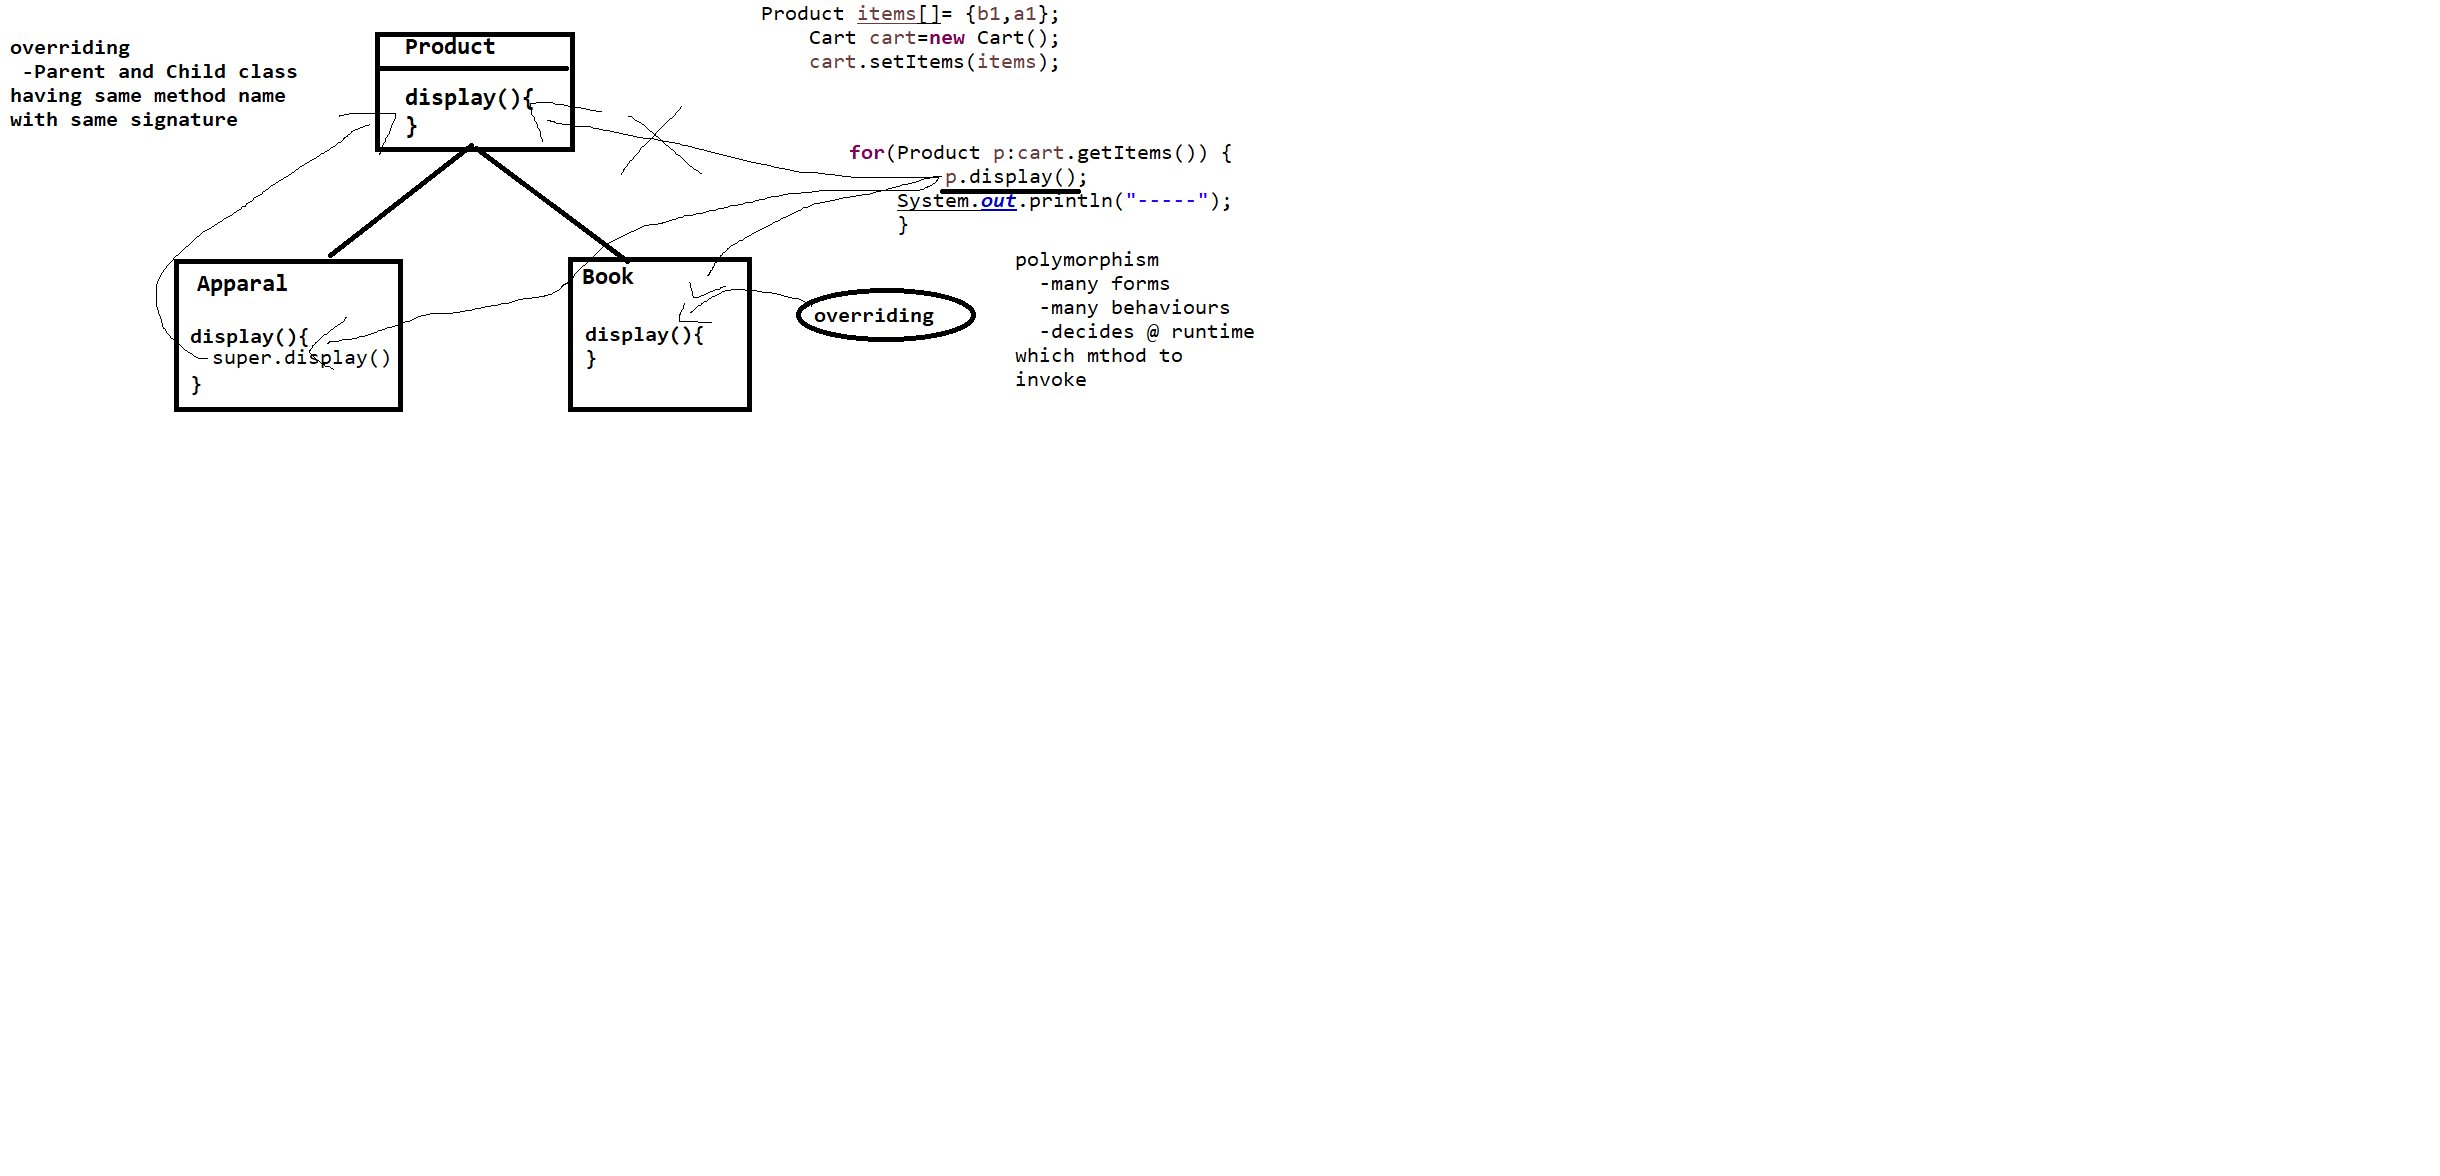 overriding
-Parent and Child class
having same method name
with same signature
Product
display(){
}
Product items[]= {b1,a1};
Cart cart=new Cart();
cart.setItems(items);
for(Product p:cart.getItems()) {
p.display();
System.out.println("-----");
}
Apparal
display(){
super.display()
}
Book
display(){
}
overriding
polymorphism
-many forms
-many behaviours
-decides @ runtime
which mthod to
invoke